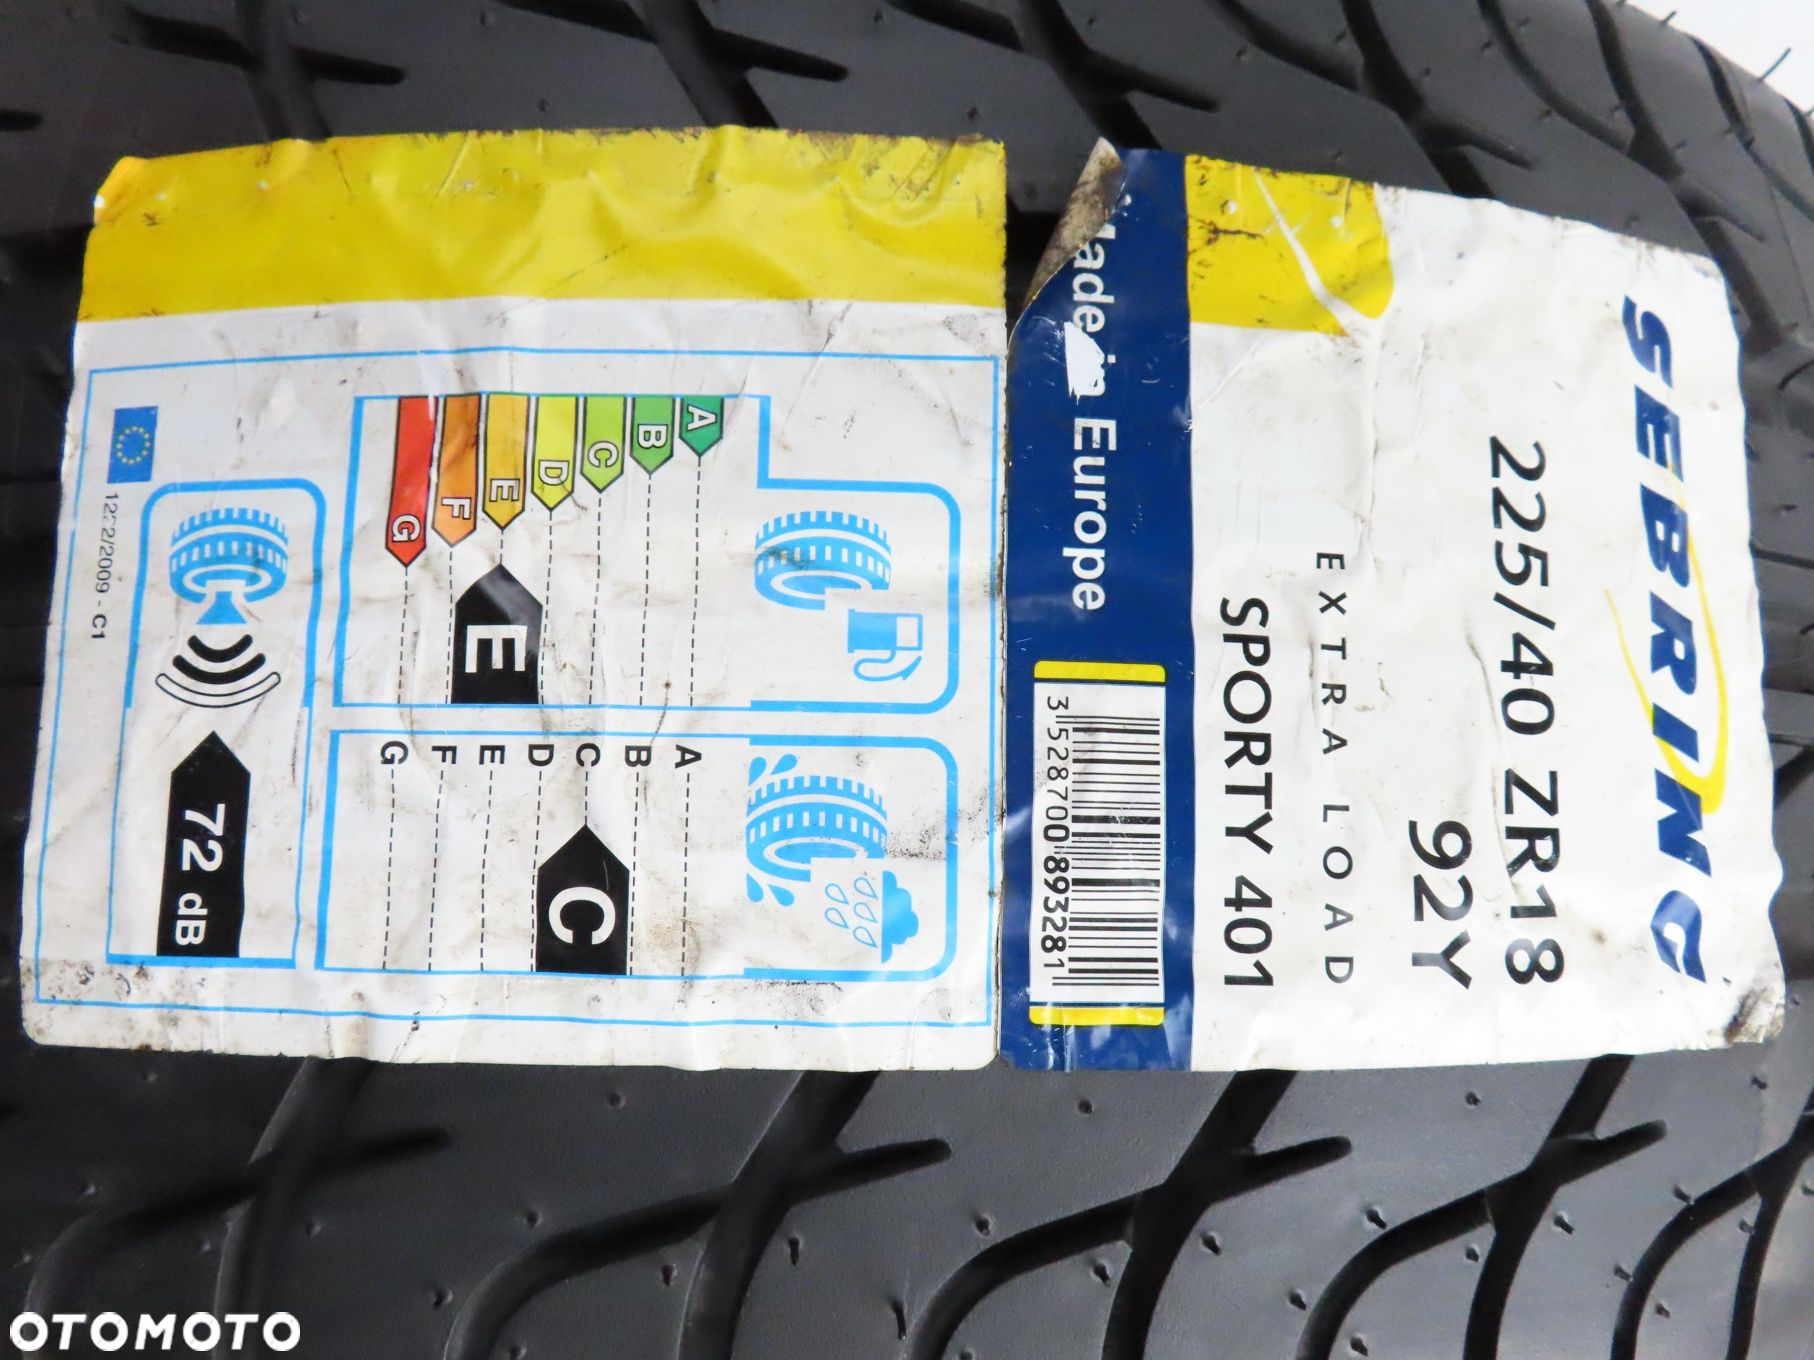 SEBRING
225/40 ZR18
92Y
EXTRA LOAD
SPORTY 401
Made in Europe
3 528700 893281
A
B
C
D
E
F
G
E
A
B
C
D
E
F
G
C
72 dB
1222/2009 - C1
OTOMOTO